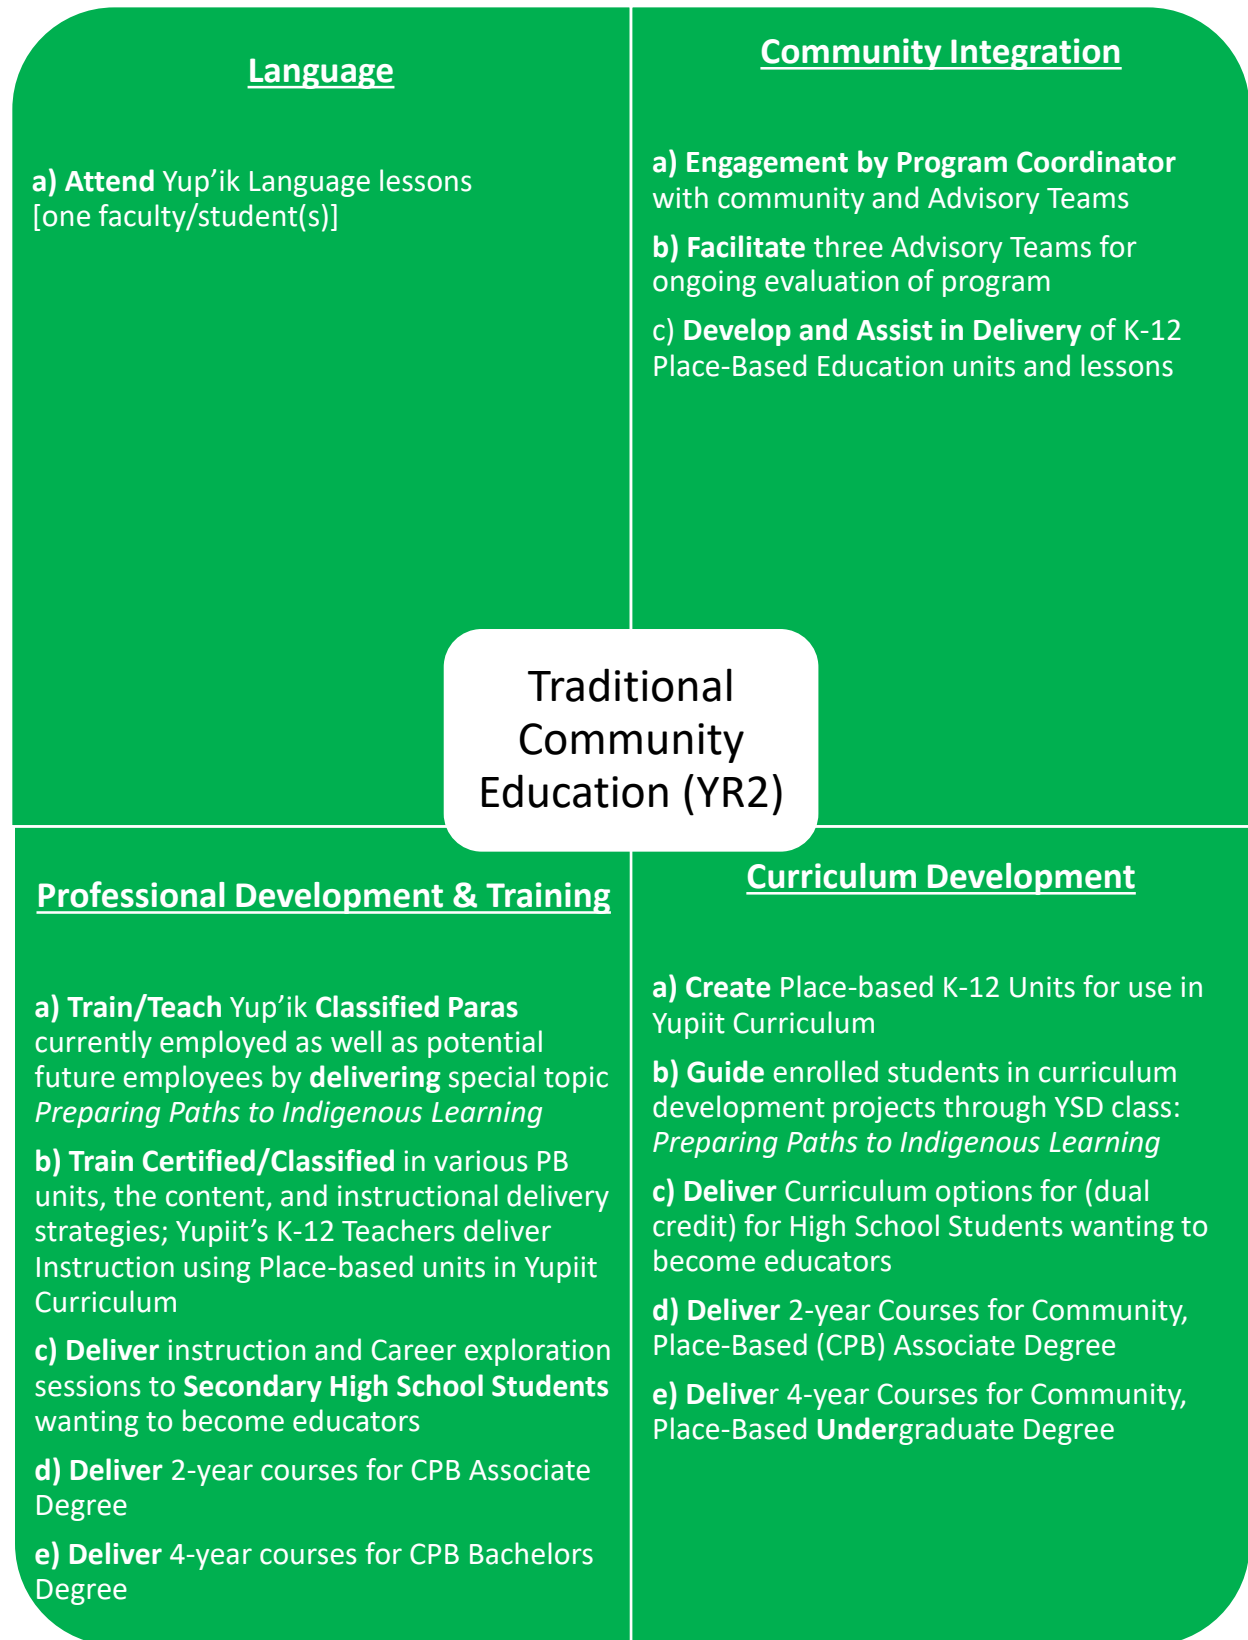 Language
a) Attend Yup’ik Language lessons
[one faculty/student(s)]
Community Integration
a) Engagement by Program Coordinator
with community and Advisory Teams
b) Facilitate three Advisory Teams for
ongoing evaluation of program
c) Develop and Assist in Delivery of K-12
Place-Based Education units and lessons
Traditional
Community
Education (YR2)
Professional Development & Training
a) Train/Teach Yup’ik Classified Paras
currently employed as well as potential
future employees by delivering special topic
Preparing Paths to Indigenous Learning
b) Train Certified/Classified in various PB
units, the content, and instructional delivery
strategies; Yupiit’s K-12 Teachers deliver
Instruction using Place-based units in Yupiit
Curriculum
c) Deliver instruction and Career exploration
sessions to Secondary High School Students
wanting to become educators
d) Deliver 2-year courses for CPB Associate
Degree
e) Deliver 4-year courses for CPB Bachelors
Degree
Curriculum Development
a) Create Place-based K-12 Units for use in
Yupiit Curriculum
b) Guide enrolled students in curriculum
development projects through YSD class:
Preparing Paths to Indigenous Learning
c) Deliver Curriculum options for (dual
credit) for High School Students wanting to
become educators
d) Deliver 2-year Courses for Community,
Place-Based (CPB) Associate Degree
e) Deliver 4-year Courses for Community,
Place-Based Undergraduate Degree